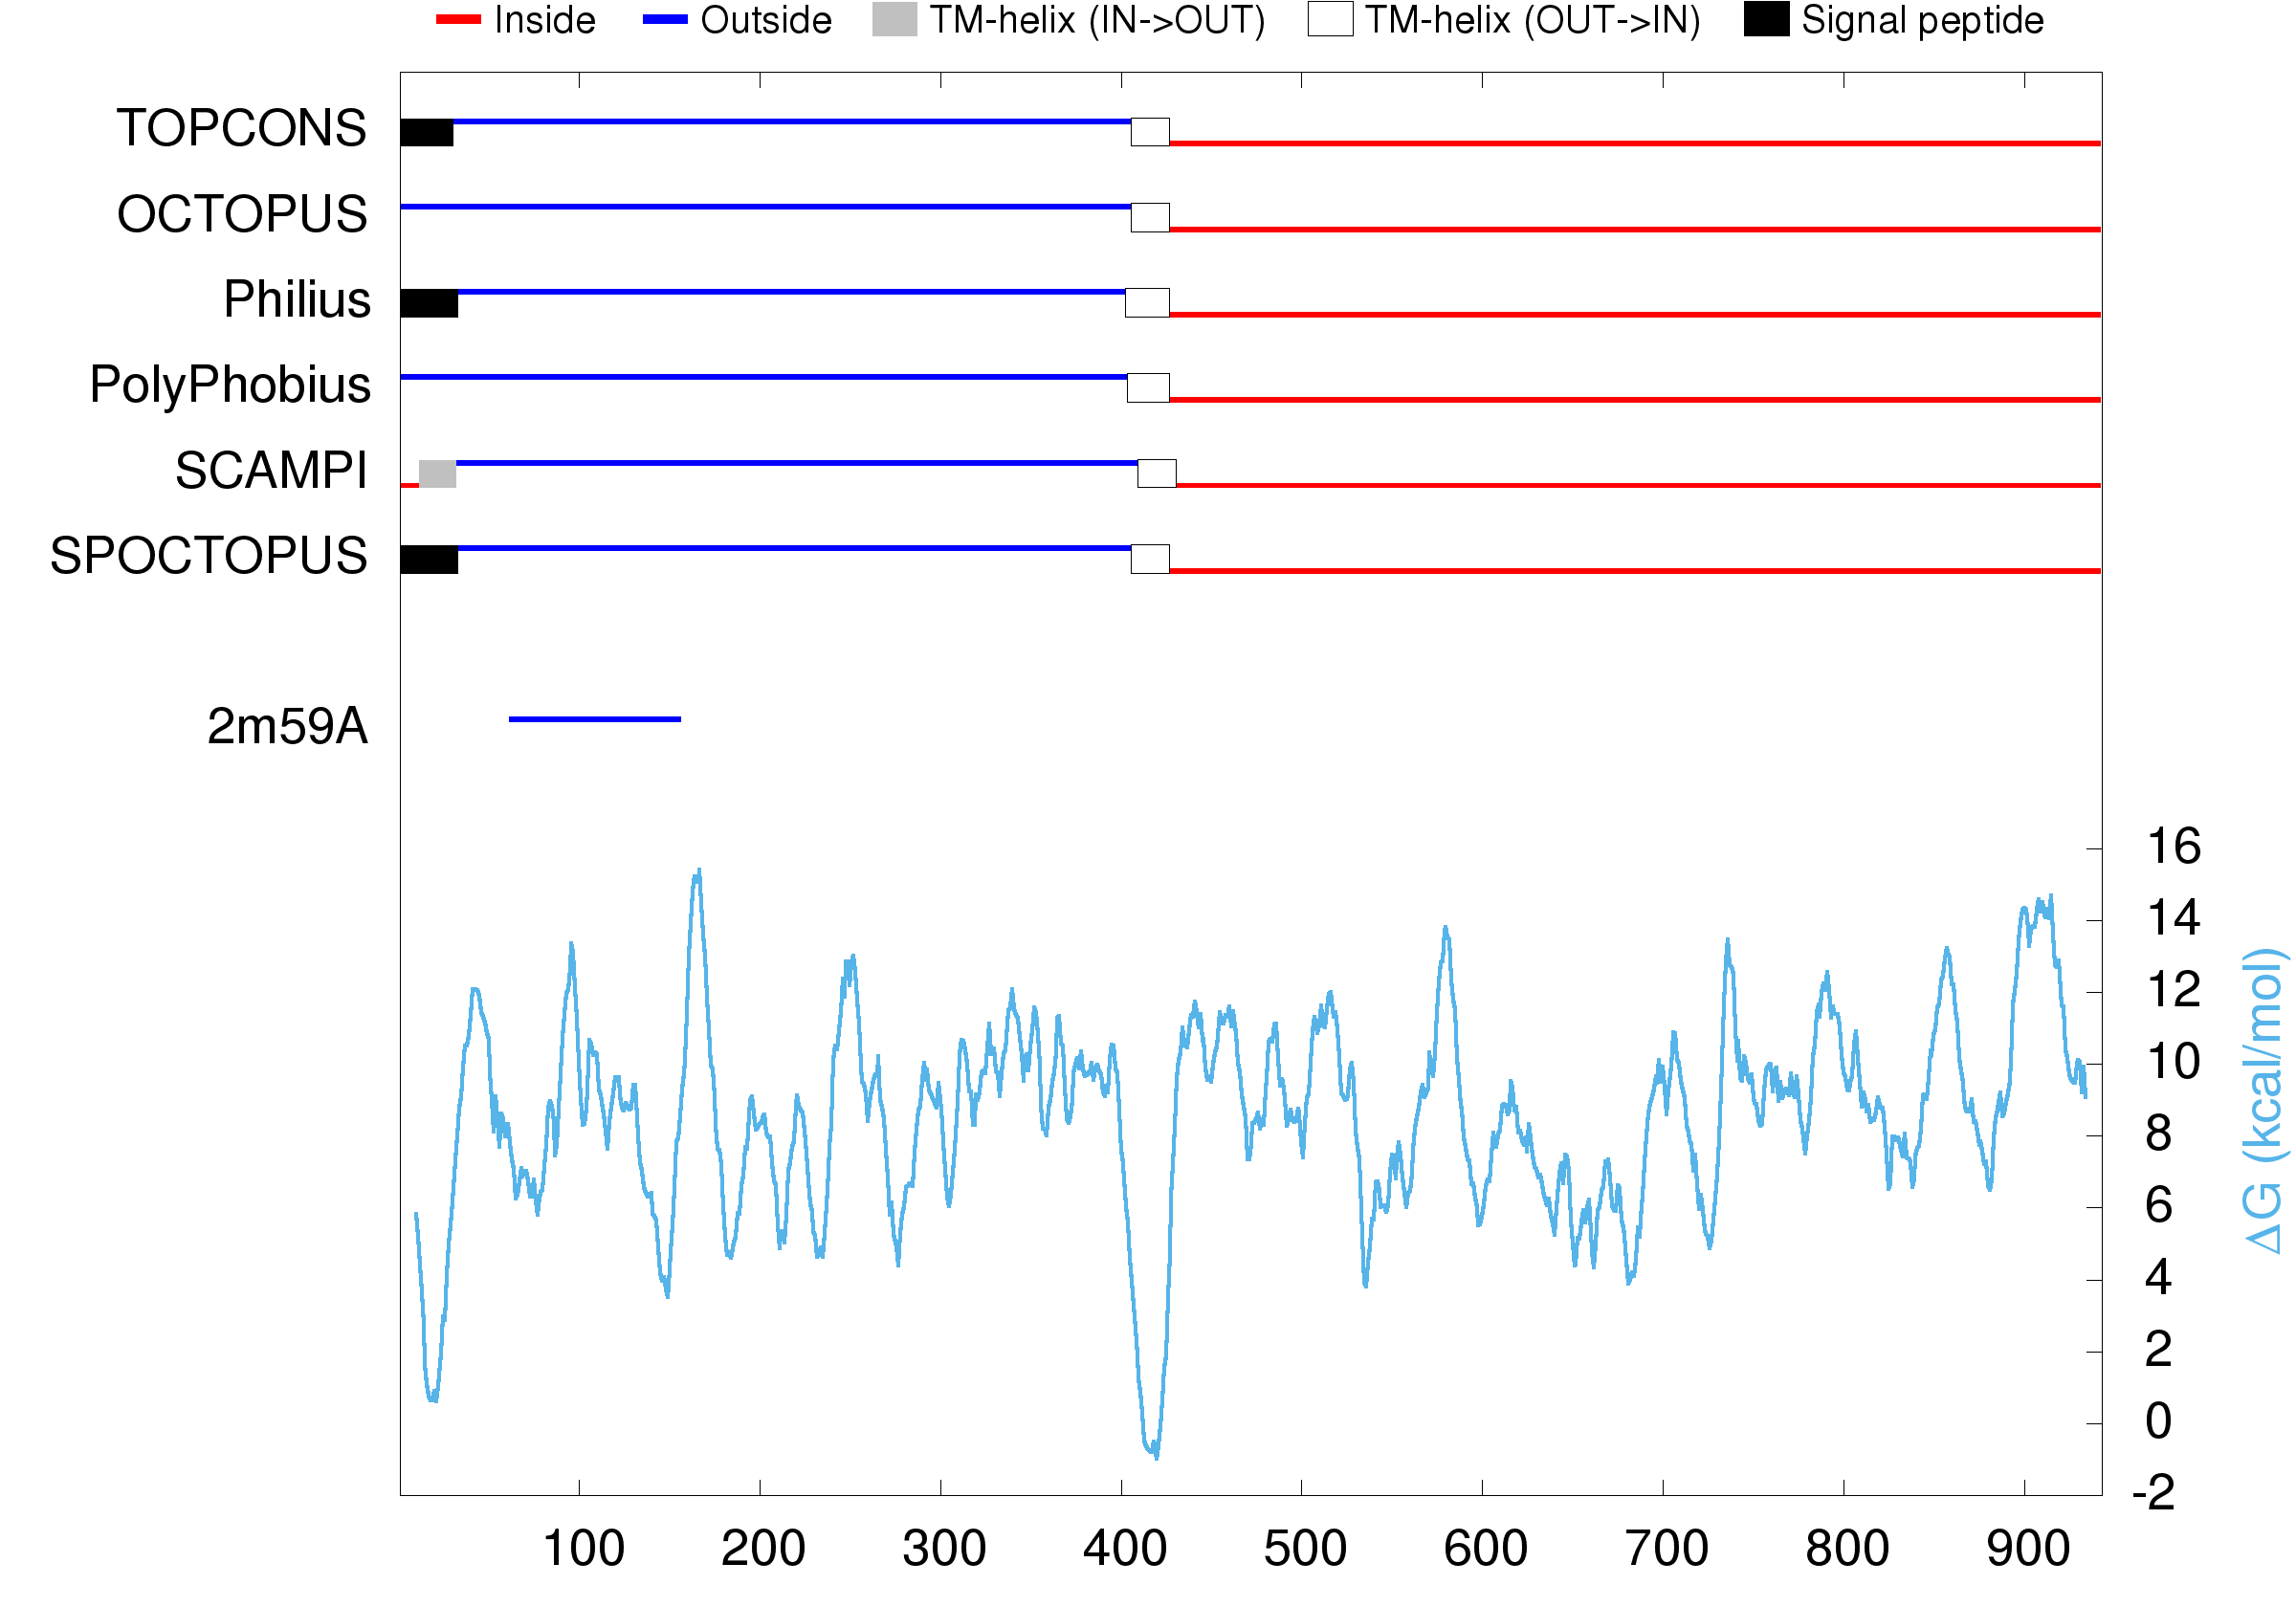 Inside Outside TM-helix (IN->OUT) TM-helix (OUT->IN) Signal peptide
TOPCONS
OCTOPUS
Philius
PolyPhobius
SCAMPI
SPOCTOPUS
2m59A
16
14
12
10
8
6
4
2
0
-2
ΔG (kcal/mol)
100 200 300 400 500 600 700 800 900